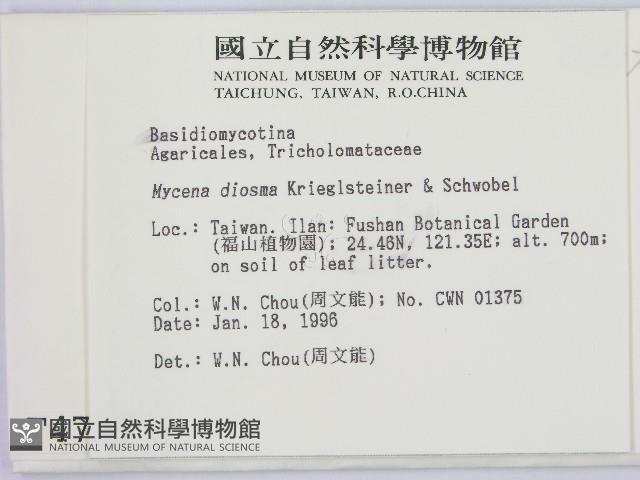 國立自然科學博物館
NATIONAL MUSEUM OF NATURAL SCIENCE
TAICHUNG, TAIWAN, R.O.CHINA
Basidiomycotina
Agaricales, Tricholomataceae
Mycena diosma Krieglsteiner & Schwobel
Loc.: Taiwan. Ilan: Fushan Botanical Garden
(福山植物園); 24.46N, 121.35E; alt. 700m;
on soil of leaf litter.
Col.: W.N. Chou(周文能); No. CWN 01375
Date: Jan. 18, 1996
Det.: W.N. Chou(周文能)
國立自然科學博物館
NATIONAL MUSEUM OF NATURAL SCIENCE